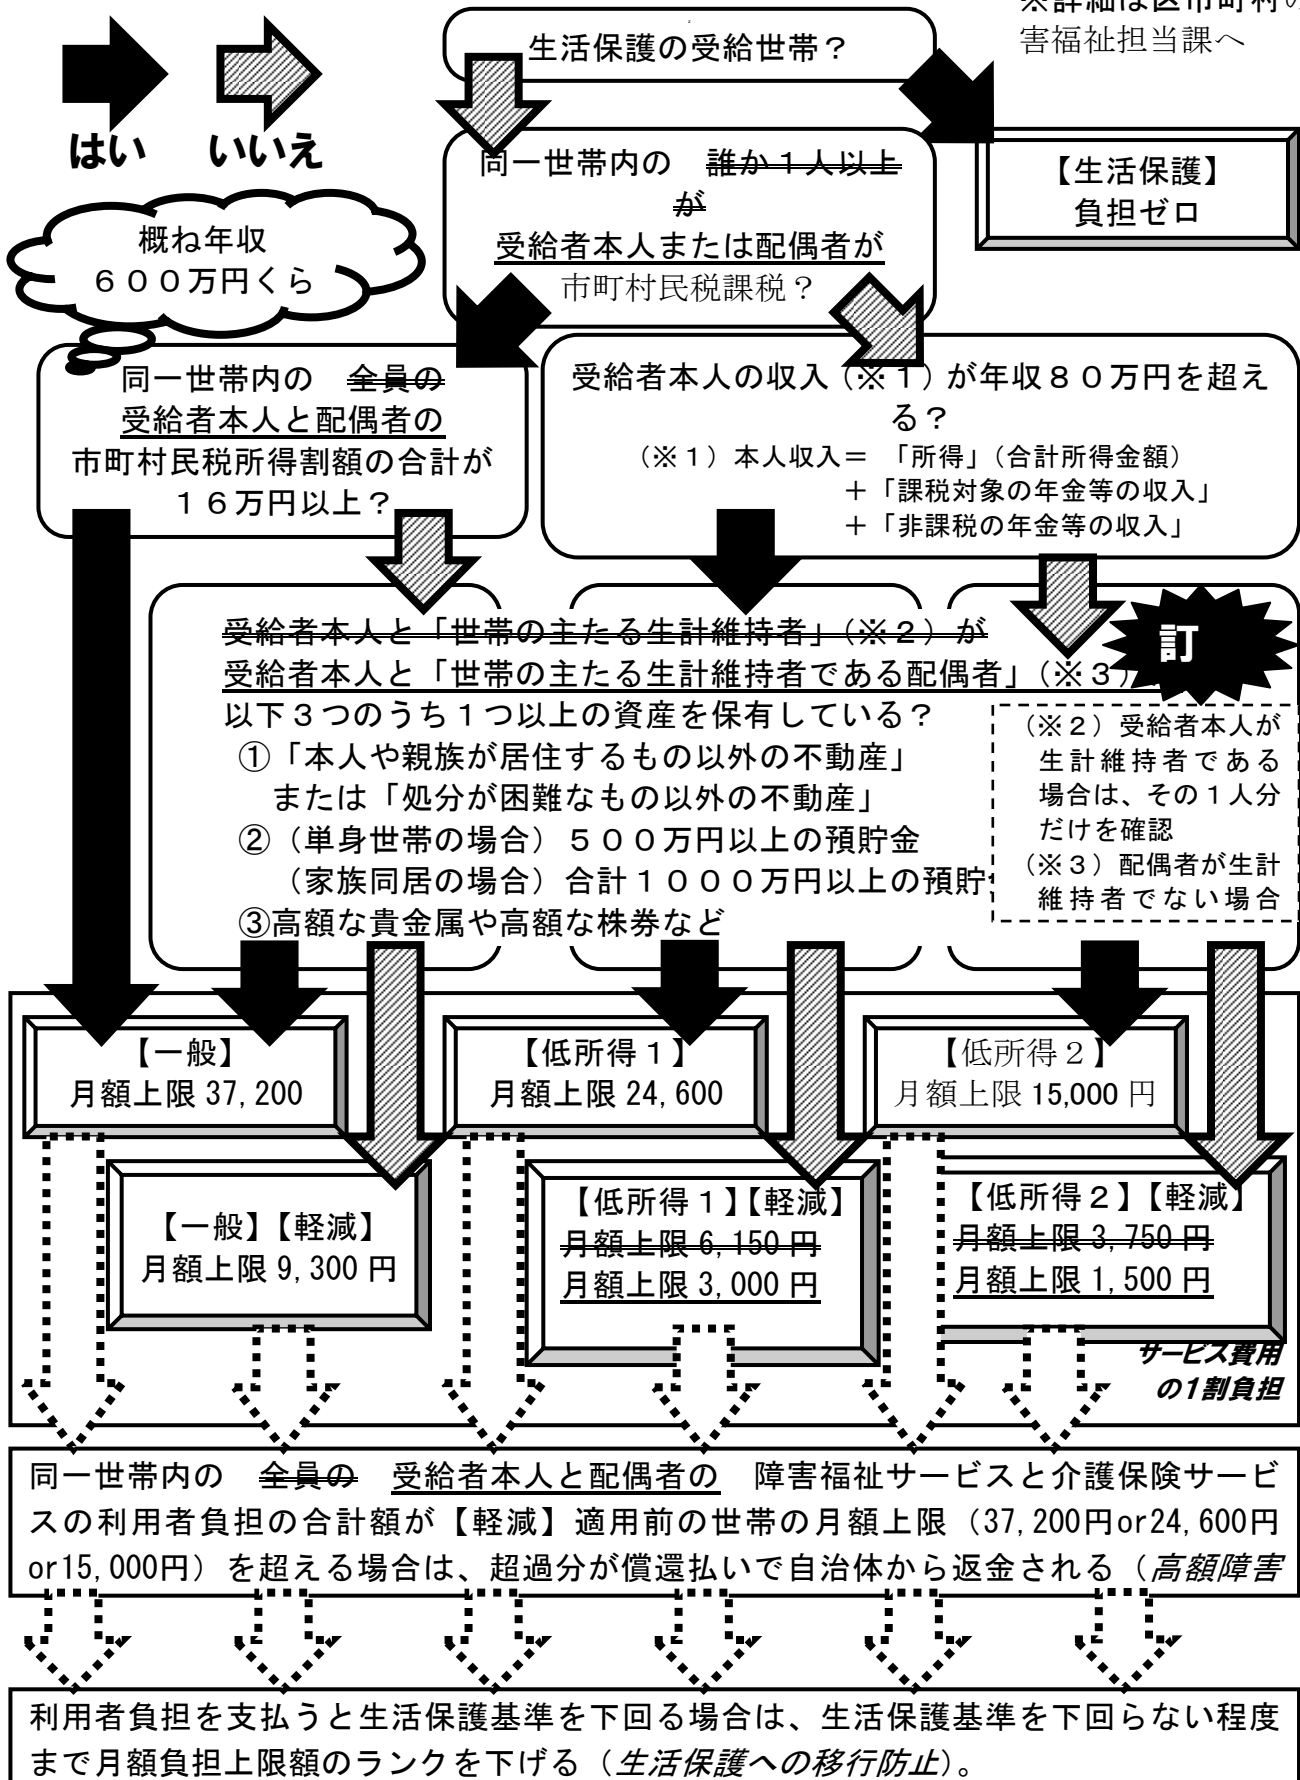 ※詳細は区市町村の
害福祉担当課へ
はい　いいえ
生活保護の受給世帯？
【生活保護】
負担ゼロ
同一世帯内の　誰か１人以上
が
受給者本人または配偶者が
市町村民税課税？
概ね年収
６００万円くら
同一世帯内の　全員の
受給者本人と配偶者の
市町村民税所得割額の合計が
１６万円以上？
受給者本人の収入（※１）が年収８０万円を超え
る？
（※１）本人収入＝　「所得」（合計所得金額）
＋「課税対象の年金等の収入」
＋「非課税の年金等の収入」
訂
受給者本人と「世帯の主たる生計維持者」（※２）が
受給者本人と「世帯の主たる生計維持者である配偶者」（※３）
以下３つのうち１つ以上の資産を保有している？
①「本人や親族が居住するもの以外の不動産」
または「処分が困難なもの以外の不動産」
②（単身世帯の場合）５００万円以上の預貯金
（家族同居の場合）合計１０００万円以上の預貯
③高額な貴金属や高額な株券など
（※２）受給者本人が
生計維持者である
場合は、その１人分
だけを確認
（※３）配偶者が生計
維持者でない場合
【一般】
月額上限 37,200
【低所得１】
月額上限 24,600
【低所得２】
月額上限 15,000 円
【一般】【軽減】
月額上限 9,300 円
【低所得１】【軽減】
月額上限 6,150 円
月額上限 3,000 円
【低所得２】【軽減】
月額上限 3,750 円
月額上限 1,500 円
サービス費用
の1割負担
同一世帯内の　全員の　受給者本人と配偶者の　障害福祉サービスと介護保険サービ
スの利用者負担の合計額が【軽減】適用前の世帯の月額上限（37,200円or24,600円
or15,000円）を超える場合は、超過分が償還払いで自治体から返金される（高額障害
利用者負担を支払うと生活保護基準を下回る場合は、生活保護基準を下回らない程度
まで月額負担上限額のランクを下げる（生活保護への移行防止）。